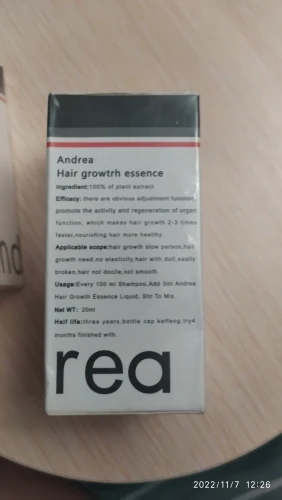 Andrea
Hair growtrh essence
Ingredient:100% of plant extract
Efficacy: there are obvious adjustment function,
promote the activity and regeneration of organ
function, which makes hair growth 2-3 times
faster,nourishing hair more healthy
Applicable scope:hair growth slow person,hair
growth need,no elasticity,hair with dull,easily
broken,hair not docile,not smooth
Usage:Every 100 ml Shampoo,Add 3ml Andrea
Hair Growth Essence Liquid, Stir To Mix
Net WT: 20ml
Half life:three years,bottle cap kaifeng,try4
months finished with.
rea
nd
2022/11/7 12:26